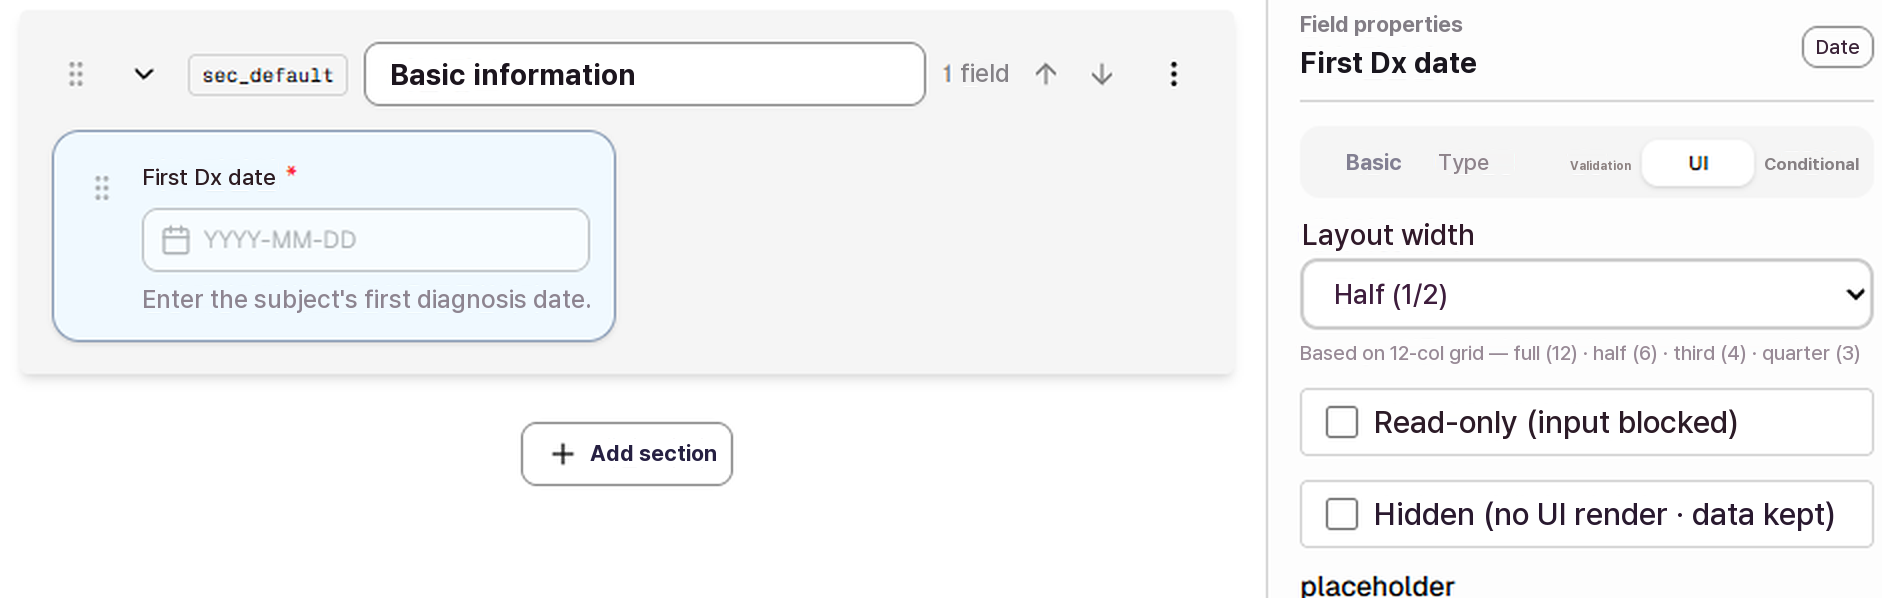 sec_default Basic information 1 field
First Dx date *
YYYY-MM-DD
Enter the subject's first diagnosis date.
Add section
Field properties
First Dx date
Date
Basic Type Validation UI Conditional
Layout width
Half (1/2)
Based on 12-col grid — full (12) · half (6) · third (4) · quarter (3)
Read-only (input blocked)
Hidden (no UI render · data kept)
placeholder